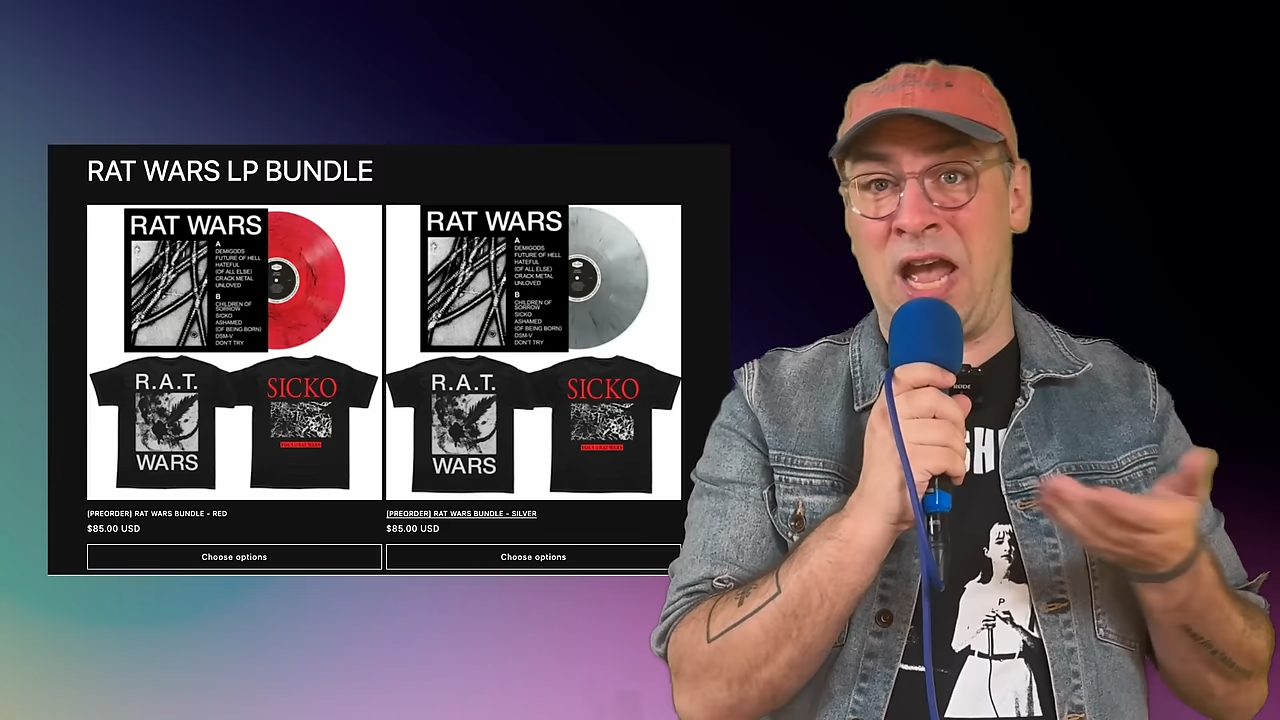 RAT WARS LP BUNDLE
RAT WARS
A
DEMIGODS
FUTURE OF HELL
HATEFUL
(OF ALL ELSE)
CRACK METAL
UNLOVED
B
CHILDREN OF
SORROW
SICKO
ASHAMED
(OF BEING BORN)
DSM-V
DON'T TRY
R.A.T.
WARS
SICKO
RAT WARS
A
DEMIGODS
FUTURE OF HELL
HATEFUL
(OF ALL ELSE)
CRACK METAL
UNLOVED
B
CHILDREN OF
SORROW
SICKO
ASHAMED
(OF BEING BORN)
DSM-V
DON'T TRY
R.A.T.
WARS
SICKO
[PREORDER] RAT WARS BUNDLE - RED
$85.00 USD
Choose options
[PREORDER] RAT WARS BUNDLE - SILVER
$85.00 USD
Choose options
RØDE
SH
P